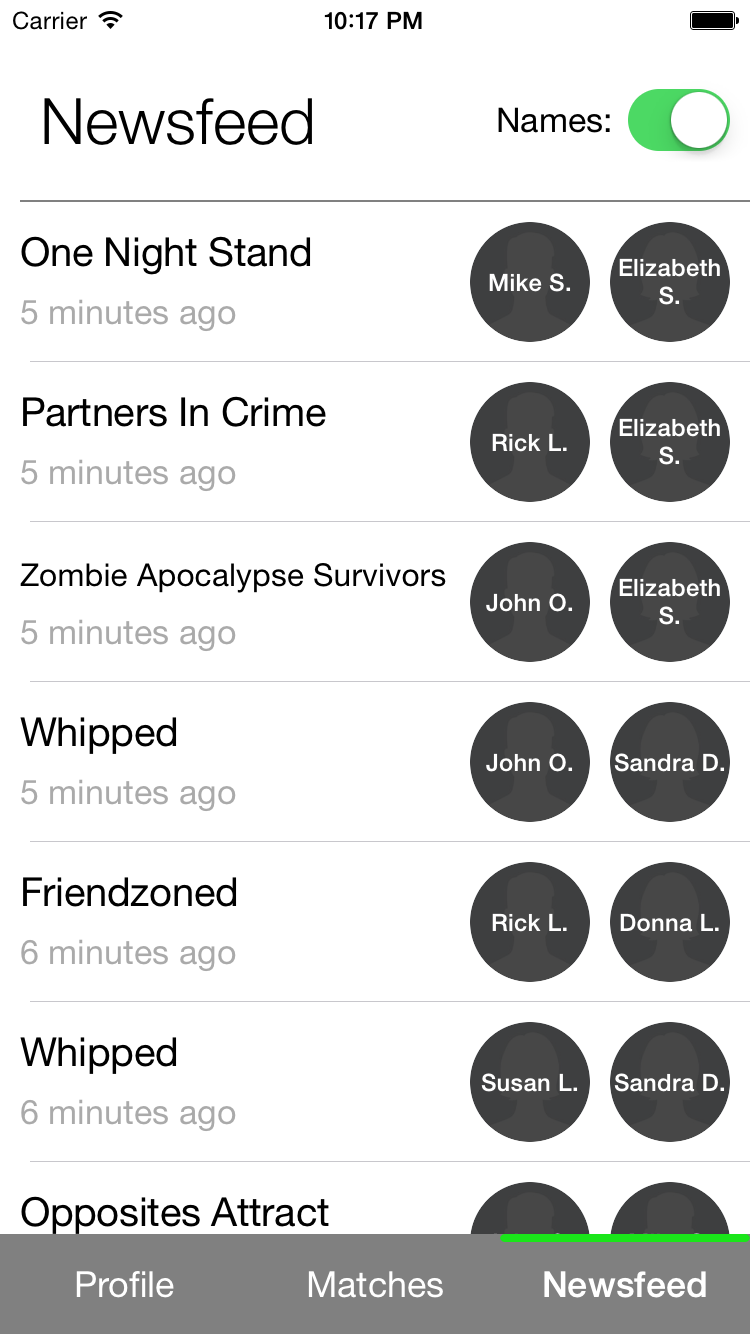 Carrier 10:17 PM
Newsfeed Names:
One Night Stand
5 minutes ago
Mike S.
Elizabeth
S.
Partners In Crime
5 minutes ago
Rick L.
Elizabeth
S.
Zombie Apocalypse Survivors
5 minutes ago
John O.
Elizabeth
S.
Whipped
5 minutes ago
John O.
Sandra D.
Friendzoned
6 minutes ago
Rick L.
Donna L.
Whipped
6 minutes ago
Susan L.
Sandra D.
Opposites Attract
Profile Matches Newsfeed